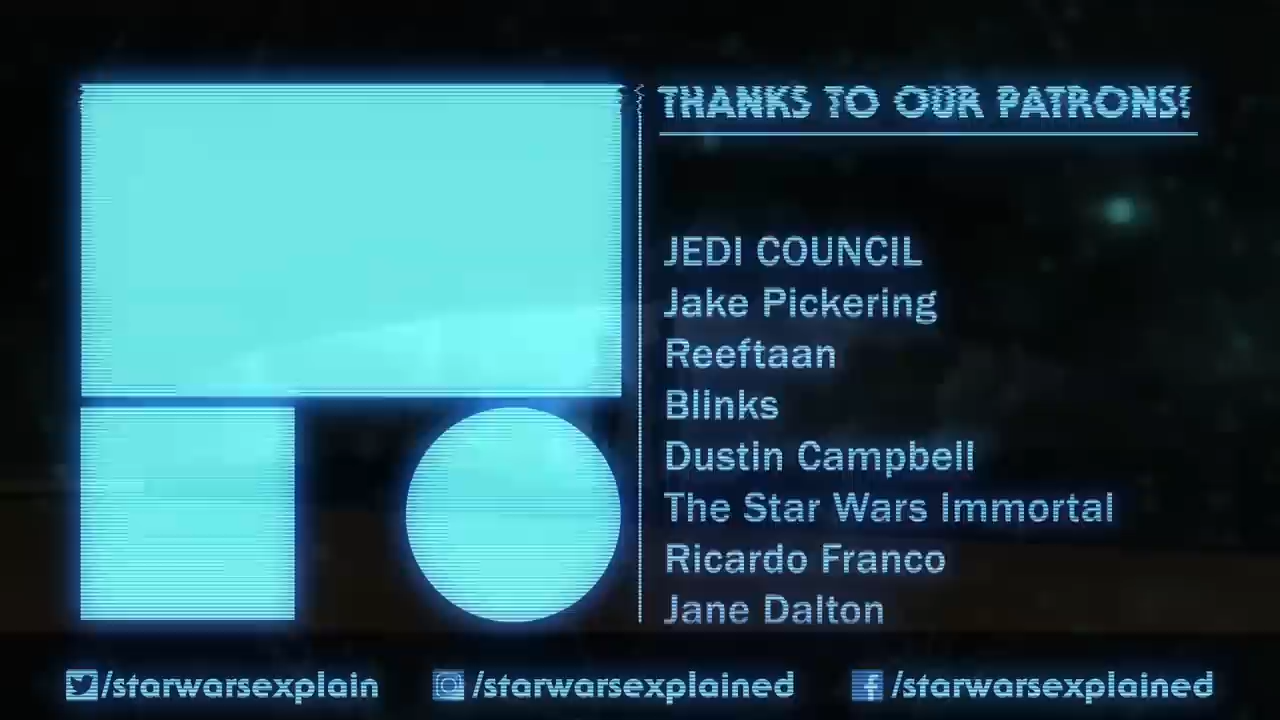 THANKS TO OUR PATRONS!
JEDI COUNCIL
Jake Pickering
Reeftaan
Blinks
Dustin Campbell
The Star Wars Immortal
Ricardo Franco
Jane Dalton
/starwarsexplain
/starwarsexplained
/starwarsexplained